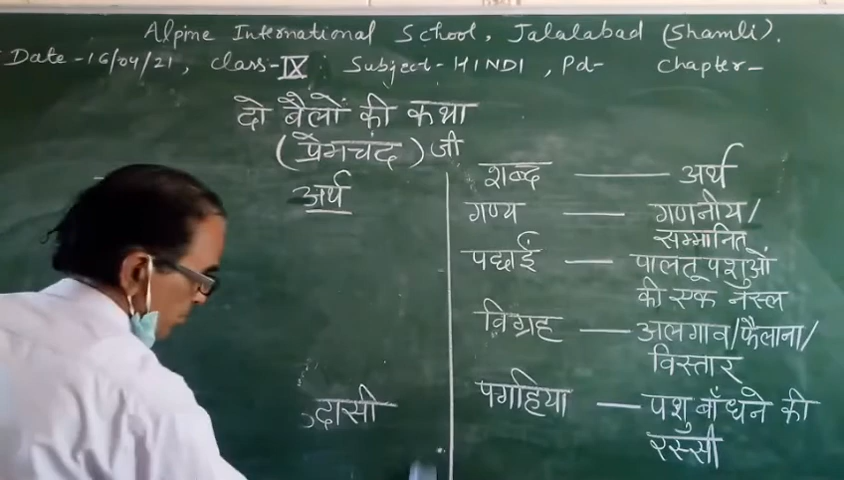 Alpine International School, Jalalabad (Shamli).
Date - 16/04/21, class - IX Subject - HINDI, Pd- Chapter-
दो बैलों की कथा
(प्रेमचंद) जी
अर्थ
दासी
शब्द — अर्थ
गण्य — गणनीय/
सम्मानित
पछाईं — पालतू पशुओं
की एक नस्ल
विग्रह — अलगाव/फैलाना/
विस्तार
पगहिया — पशु बाँधने की
रस्सी